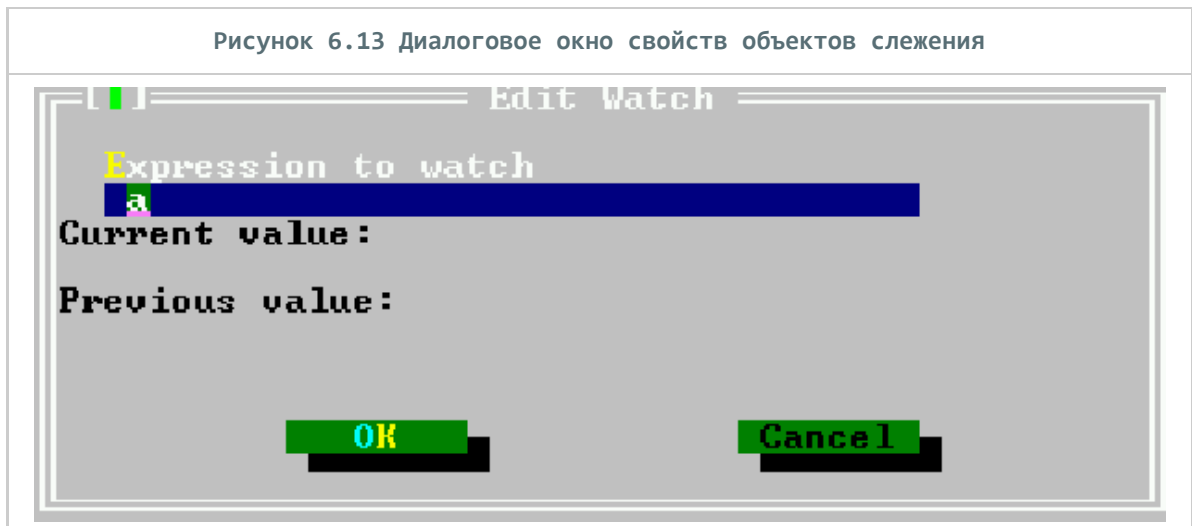 Рисунок 6.13 Диалоговое окно свойств объектов слежения
[ ] Edit Watch
Expression to watch
a
Current value:
Previous value:
OK Cancel